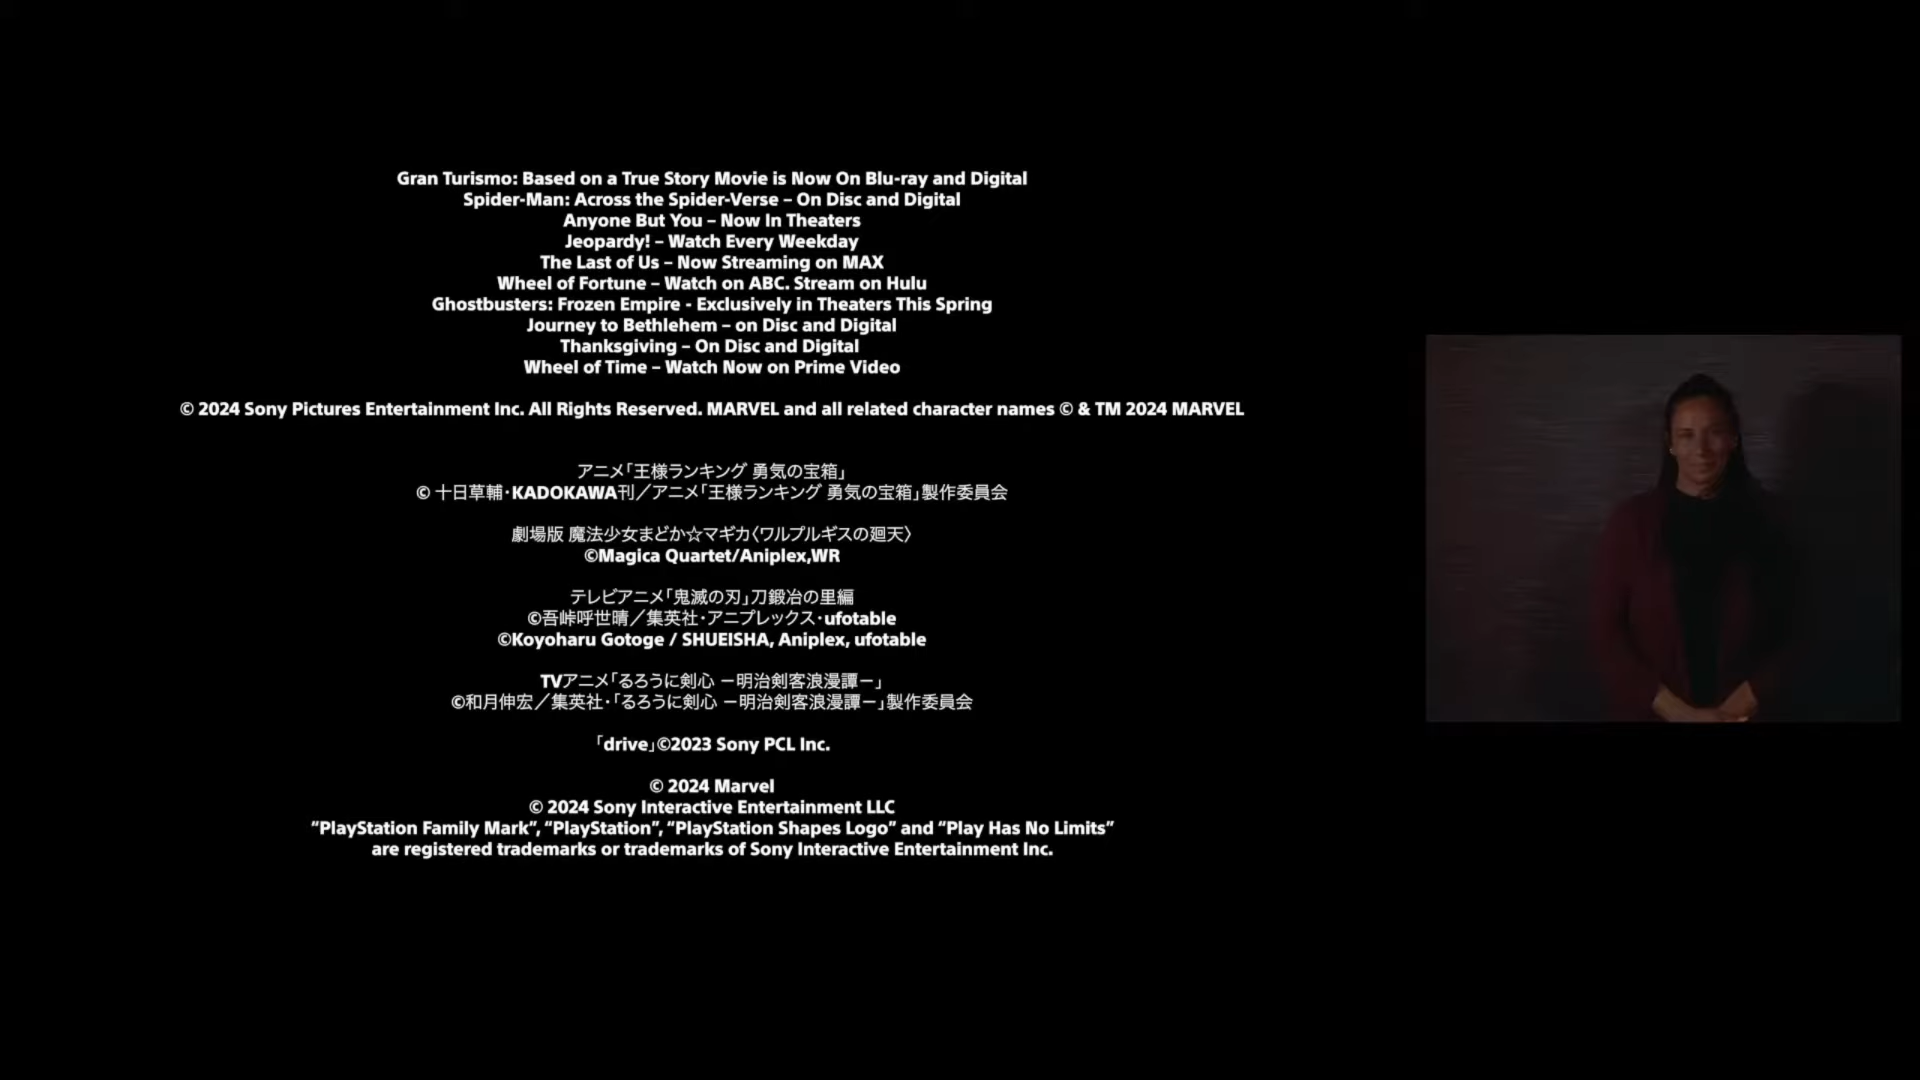 Gran Turismo: Based on a True Story Movie is Now On Blu-ray and Digital
Spider-Man: Across the Spider-Verse – On Disc and Digital
Anyone But You – Now In Theaters
Jeopardy! – Watch Every Weekday
The Last of Us – Now Streaming on MAX
Wheel of Fortune – Watch on ABC. Stream on Hulu
Ghostbusters: Frozen Empire - Exclusively in Theaters This Spring
Journey to Bethlehem – on Disc and Digital
Thanksgiving – On Disc and Digital
Wheel of Time – Watch Now on Prime Video
© 2024 Sony Pictures Entertainment Inc. All Rights Reserved. MARVEL and all related character names © & TM 2024 MARVEL
アニメ「王様ランキング 勇気の宝箱」
© 十日草輔・KADOKAWA刊／アニメ「王様ランキング 勇気の宝箱」製作委員会
劇場版 魔法少女まどか☆マギカ〈ワルプルギスの廻天〉
©Magica Quartet/Aniplex,WR
テレビアニメ「鬼滅の刃」刀鍛冶の里編
©吾峠呼世晴／集英社・アニプレックス・ufotable
©Koyoharu Gotoge / SHUEISHA, Aniplex, ufotable
TVアニメ「るろうに剣心 －明治剣客浪漫譚－」
©和月伸宏／集英社・「るろうに剣心 －明治剣客浪漫譚－」製作委員会
「drive」©2023 Sony PCL Inc.
© 2024 Marvel
© 2024 Sony Interactive Entertainment LLC
“PlayStation Family Mark”, “PlayStation”, “PlayStation Shapes Logo” and “Play Has No Limits”
are registered trademarks or trademarks of Sony Interactive Entertainment Inc.